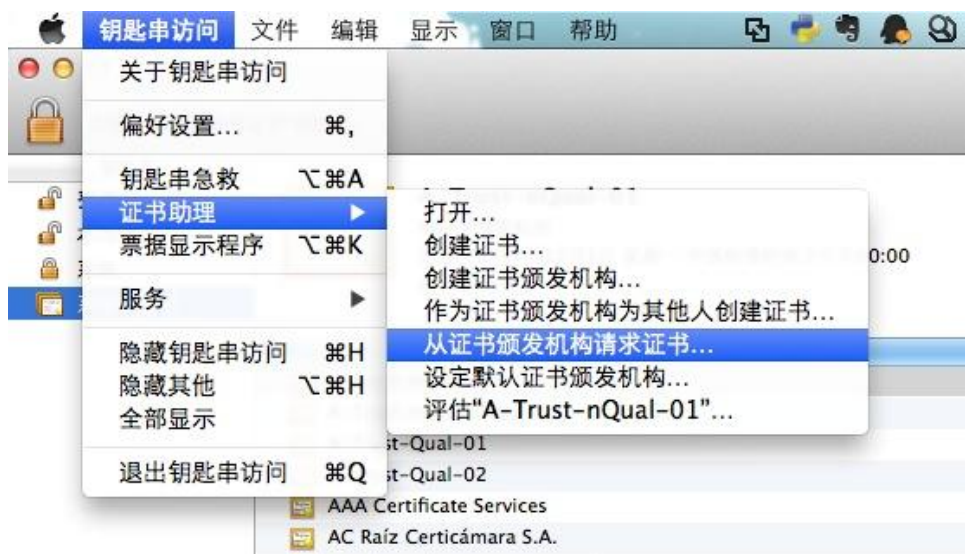 钥匙串访问 文件 编辑 显示 窗口 帮助
关于钥匙串访问
偏好设置... ⌘,
钥匙串急救 ⌥⌘A
证书助理 ▶
票据显示程序 ⌥⌘K
服务 ▶
隐藏钥匙串访问 ⌘H
隐藏其他 ⌥⌘H
全部显示
退出钥匙串访问 ⌘Q
打开...
创建证书...
创建证书颁发机构...
作为证书颁发机构为其他人创建证书...
从证书颁发机构请求证书...
设定默认证书颁发机构...
评估“A-Trust-nQual-01”...
0:00
st-Qual-01
st-Qual-02
AAA Certificate Services
AC Raíz Certicámara S.A.